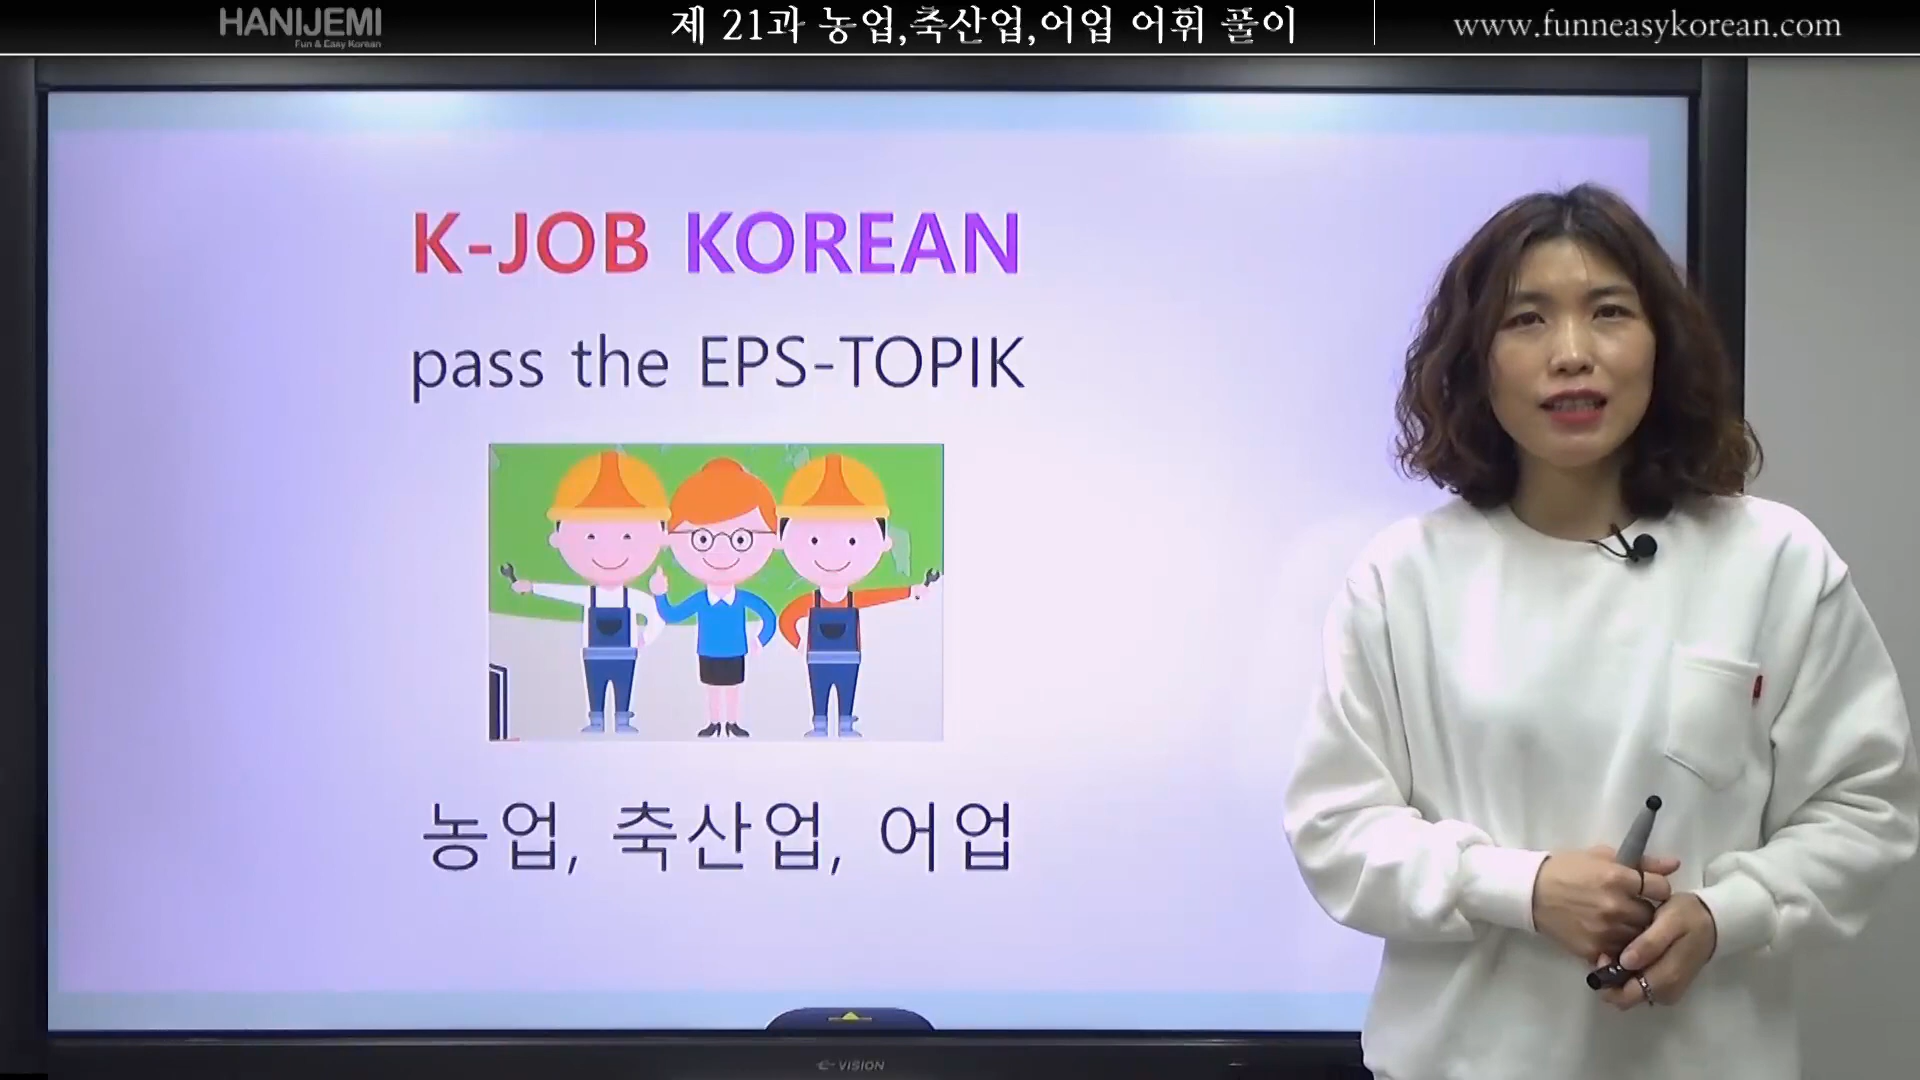 HANIJEMI
Fun & Easy Korean
제 21과 농업,축산업,어업 어휘 풀이
www.funneasykorean.com
K-JOB KOREAN
pass the EPS-TOPIK
농업, 축산업, 어업
e-VISION